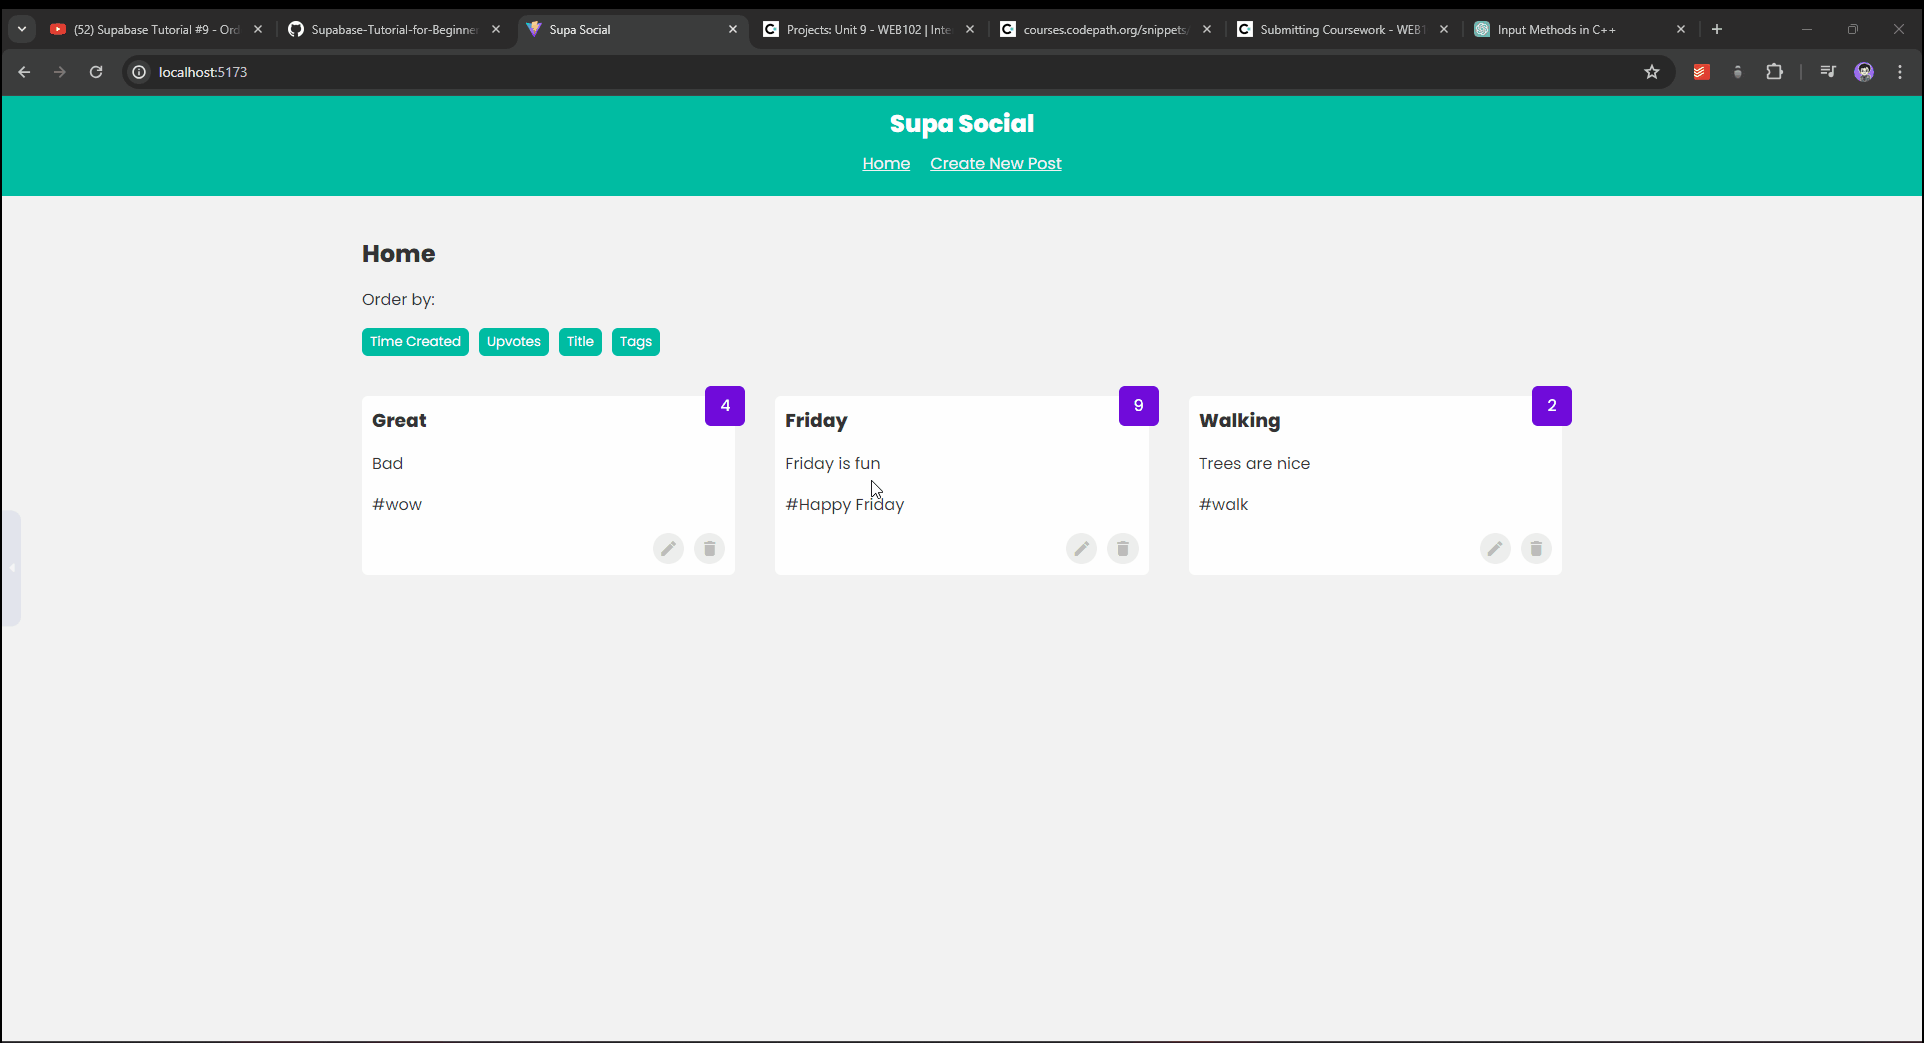 (52) Supabase Tutorial #9 - Ord
Supabase-Tutorial-for-Beginner
Supa Social
Projects: Unit 9 - WEB102 | Inte
courses.codepath.org/snippets/
Submitting Coursework - WEB1
Input Methods in C++
localhost:5173
Supa Social
Home Create New Post
Home
Order by:
Time Created Upvotes Title Tags
4
Great
Bad
#wow
9
Friday
Friday is fun
#Happy Friday
2
Walking
Trees are nice
#walk